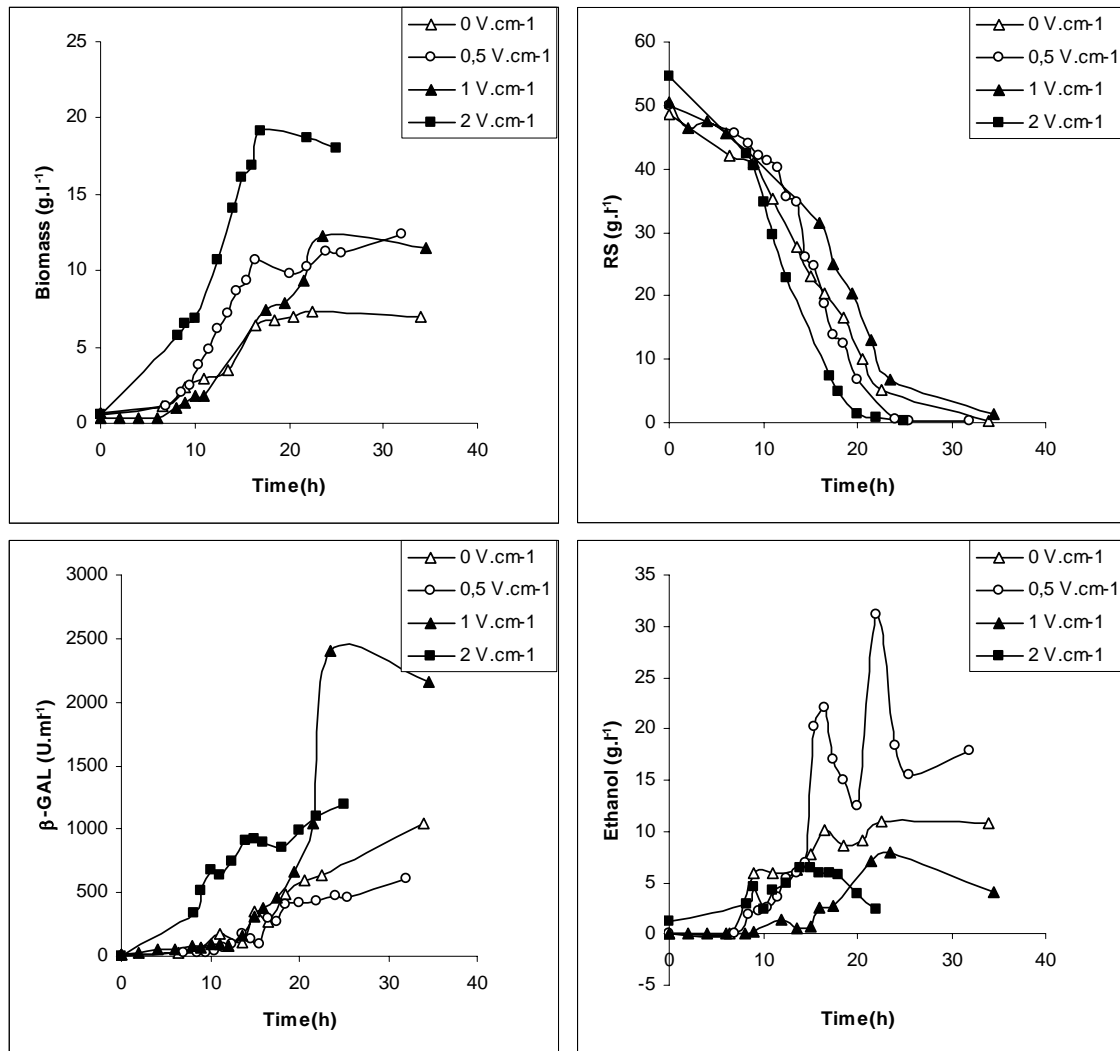 0 V.cm-1
0,5 V.cm-1
1 V.cm-1
2 V.cm-1
25
20
15
10
5
0
0 10 20 30 40
Biomass (g.l-1)
Time(h)
0 V.cm-1
0,5 V.cm-1
1 V.cm-1
2 V.cm-1
60
50
40
30
20
10
0
0 10 20 30 40
RS (g.l-1)
Time(h)
0 V.cm-1
0,5 V.cm-1
1 V.cm-1
2 V.cm-1
3000
2500
2000
1500
1000
500
0
0 10 20 30 40
β-GAL (U.ml-1)
Time(h)
0 V.cm-1
0,5 V.cm-1
1 V.cm-1
2 V.cm-1
35
30
25
20
15
10
5
0
-5
0 10 20 30 40
Ethanol (g.l-1)
Time(h)